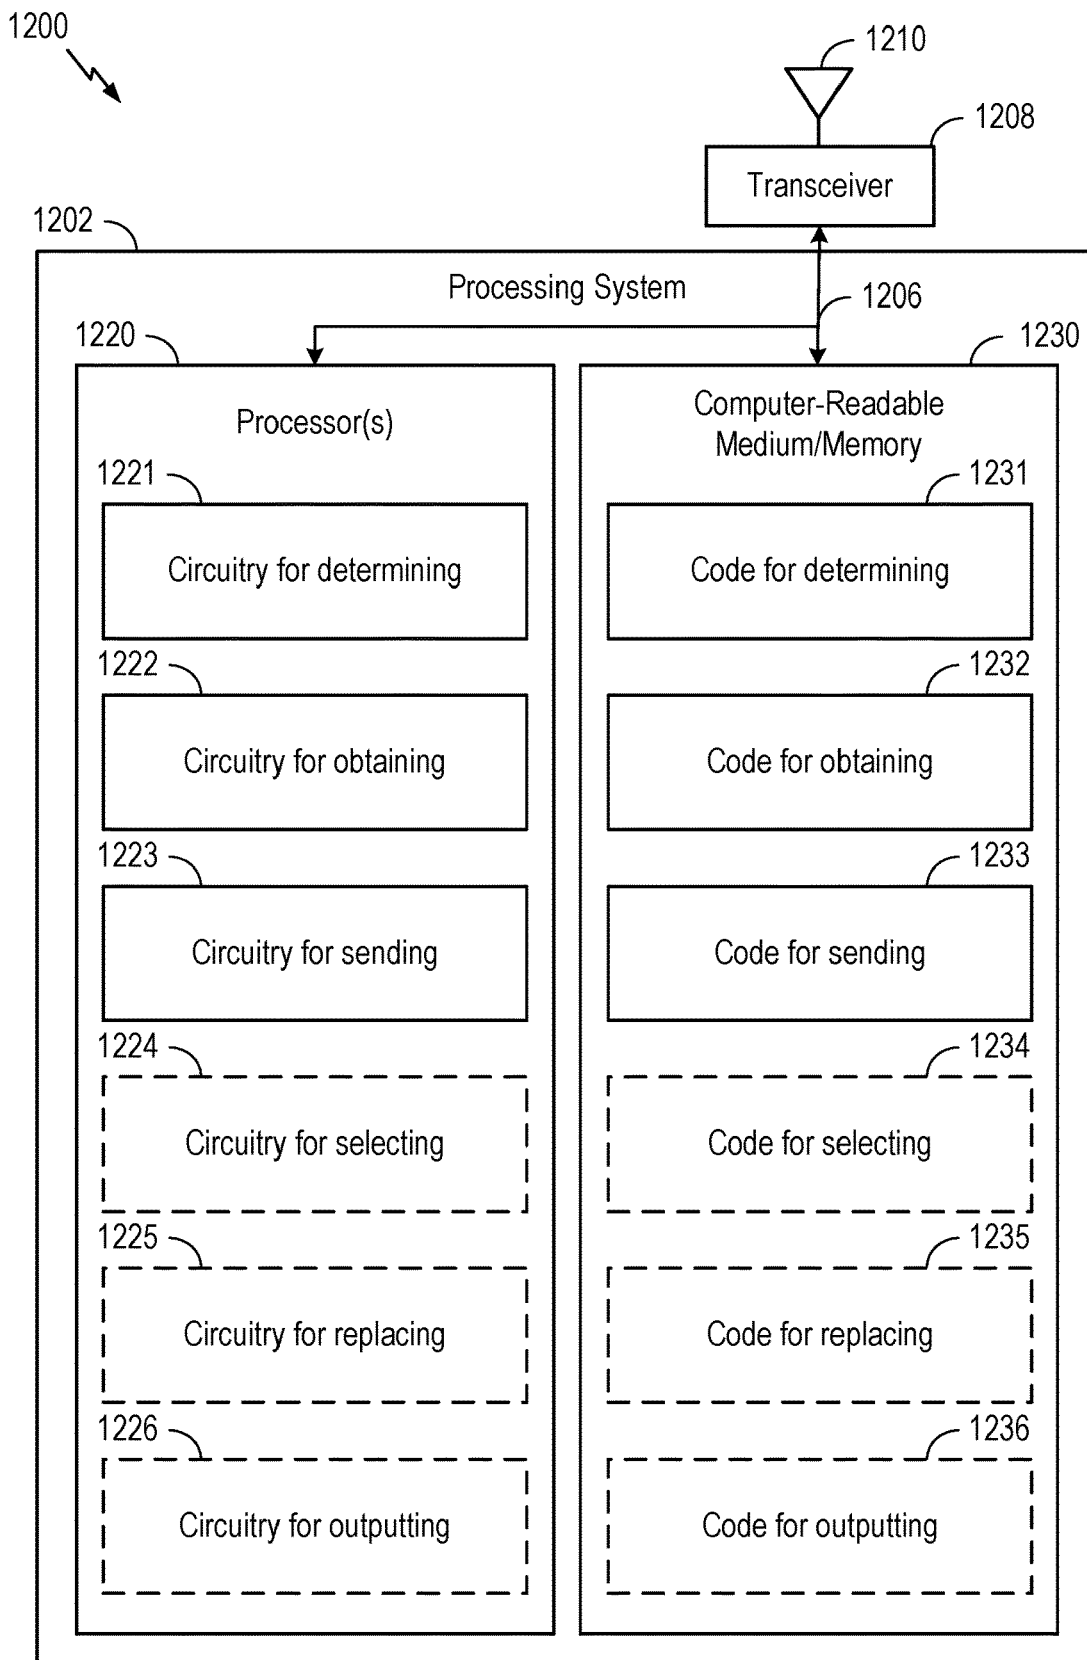 1200
1210
1208
Transceiver
1202
Processing System
1206
1220
1230
Processor(s)
Computer-Readable
Medium/Memory
1221
1231
Circuitry for determining
Code for determining
1222
1232
Circuitry for obtaining
Code for obtaining
1223
1233
Circuitry for sending
Code for sending
1224
1234
Circuitry for selecting
Code for selecting
1225
1235
Circuitry for replacing
Code for replacing
1226
1236
Circuitry for outputting
Code for outputting